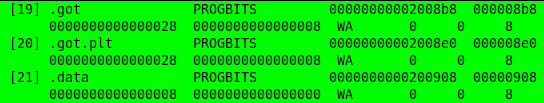 [19] .got PROGBITS 00000000002008b8 000008b8
0000000000000028 0000000000000008 WA 0 0 8
[20] .got.plt PROGBITS 00000000002008e0 000008e0
0000000000000028 0000000000000008 WA 0 0 8
[21] .data PROGBITS 0000000000200908 00000908
0000000000000008 0000000000000000 WA 0 0 8